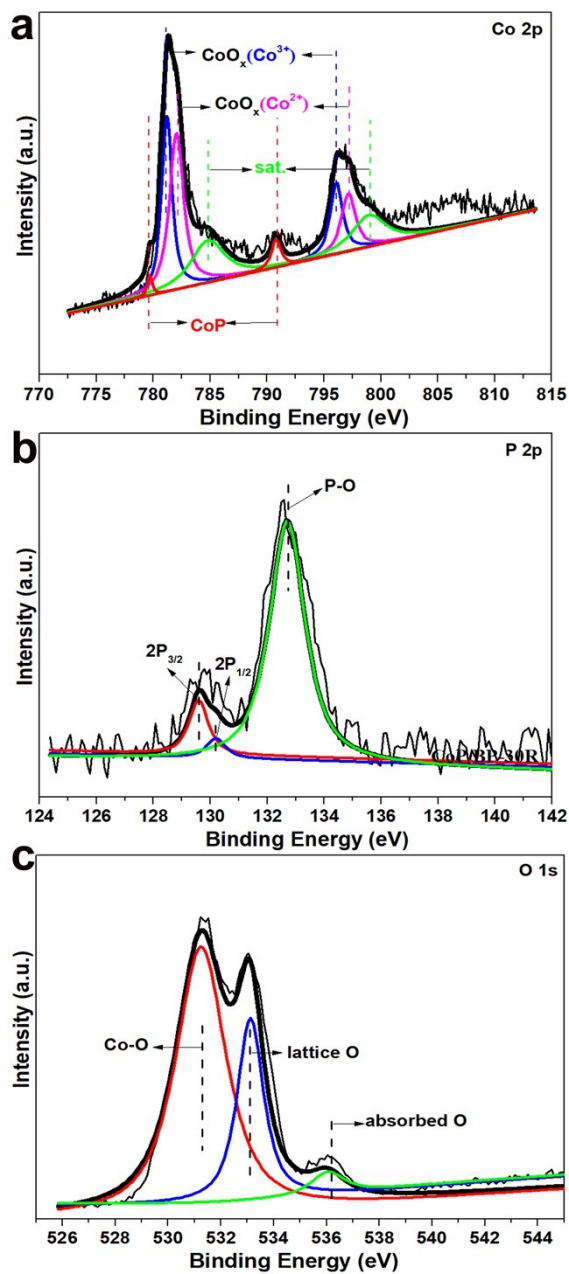 a
Co 2p
CoOx(Co3+)
CoOx(Co2+)
sat.
CoP
Intensity (a.u.)
770 775 780 785 790 795 800 805 810 815
Binding Energy (eV)
b
P 2p
P-O
2P3/2
2P1/2
Intensity (a.u.)
124 126 128 130 132 134 136 138 140 142
Binding Energy (eV)
c
O 1s
Co-O
lattice O
absorbed O
Intensity (a.u.)
526 528 530 532 534 536 538 540 542 544
Binding Energy (eV)